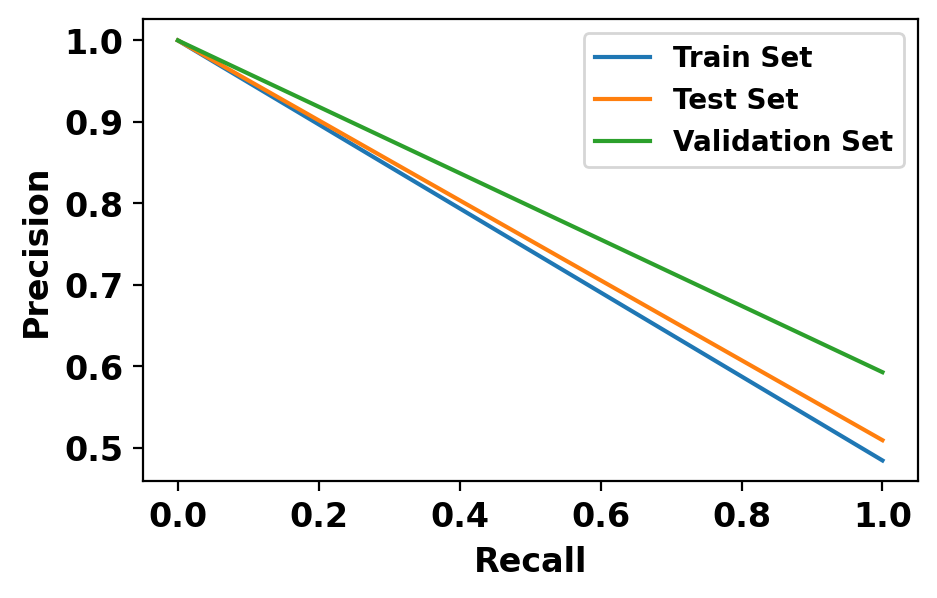 1.0
0.9
0.8
0.7
0.6
0.5
Precision
Train Set
Test Set
Validation Set
0.0 0.2 0.4 0.6 0.8 1.0
Recall